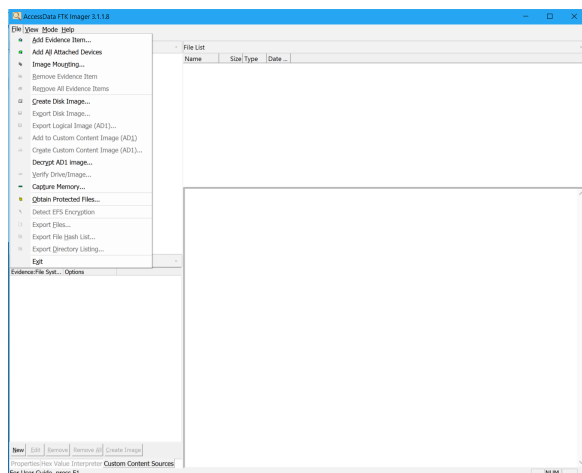 AccessData FTK Imager 3.1.1.8
File View Mode Help
Add Evidence Item...
Add All Attached Devices
Image Mounting...
Remove Evidence Item
Remove All Evidence Items
Create Disk Image...
Export Disk Image...
Export Logical Image (AD1)...
Add to Custom Content Image (AD1)
Create Custom Content Image (AD1)...
Decrypt AD1 image...
Verify Drive/Image...
Capture Memory...
Obtain Protected Files...
Detect EFS Encryption
Export Files...
Export File Hash List...
Export Directory Listing...
Exit
File List
Name Size Type Date ...
Evidence:File Syst... Options
New Edit Remove Remove All Create Image
Properties Hex Value Interpreter Custom Content Sources
For User Guide, press F1 NUM